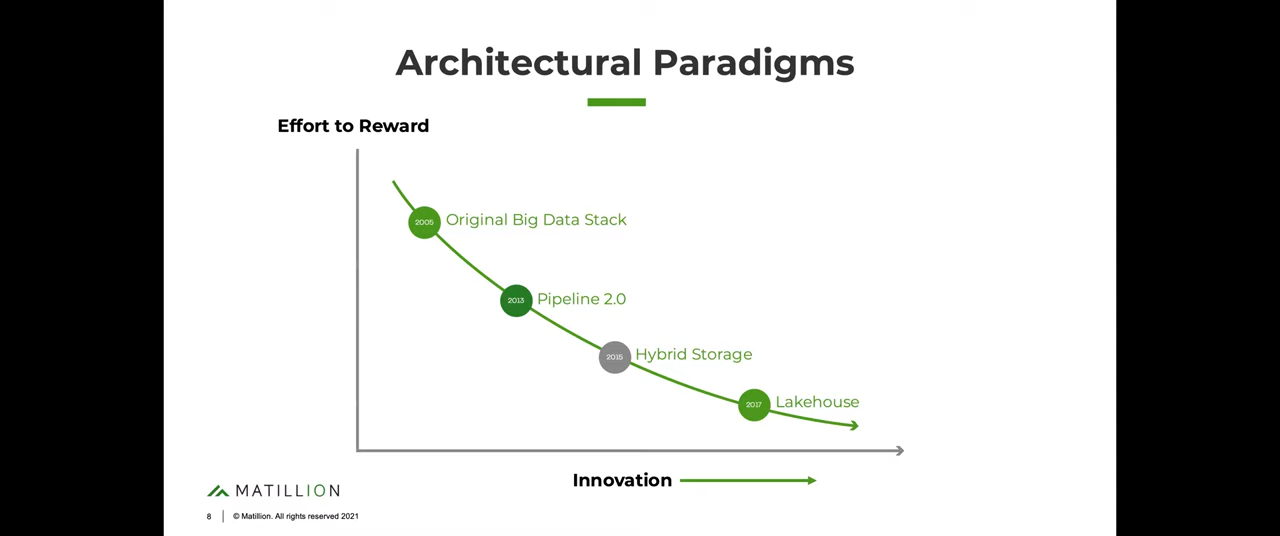 Architectural Paradigms
Effort to Reward
2005 Original Big Data Stack
2013 Pipeline 2.0
2015 Hybrid Storage
2017 Lakehouse
Innovation
MATILLION
8 © Matillion. All rights reserved 2021